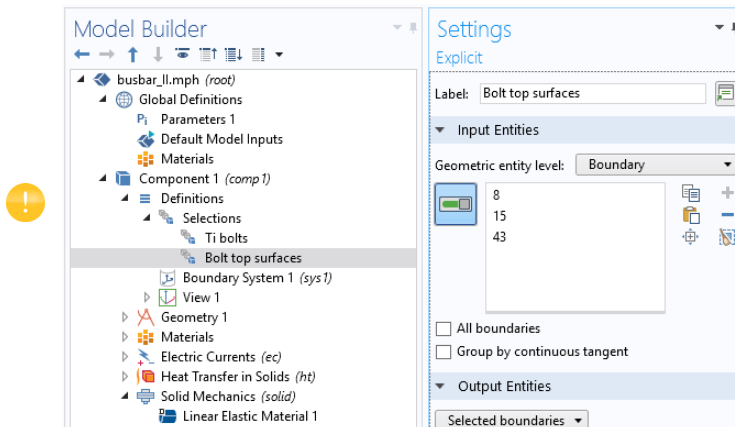 Model Builder
busbar_ll.mph (root)
Global Definitions
Pi Parameters 1
Default Model Inputs
Materials
Component 1 (comp1)
Definitions
Selections
Ti bolts
Bolt top surfaces
Boundary System 1 (sys1)
View 1
Geometry 1
Materials
Electric Currents (ec)
Heat Transfer in Solids (ht)
Solid Mechanics (solid)
Linear Elastic Material 1
Settings
Explicit
Label: Bolt top surfaces
Input Entities
Geometric entity level: Boundary
8
15
43
All boundaries
Group by continuous tangent
Output Entities
Selected boundaries